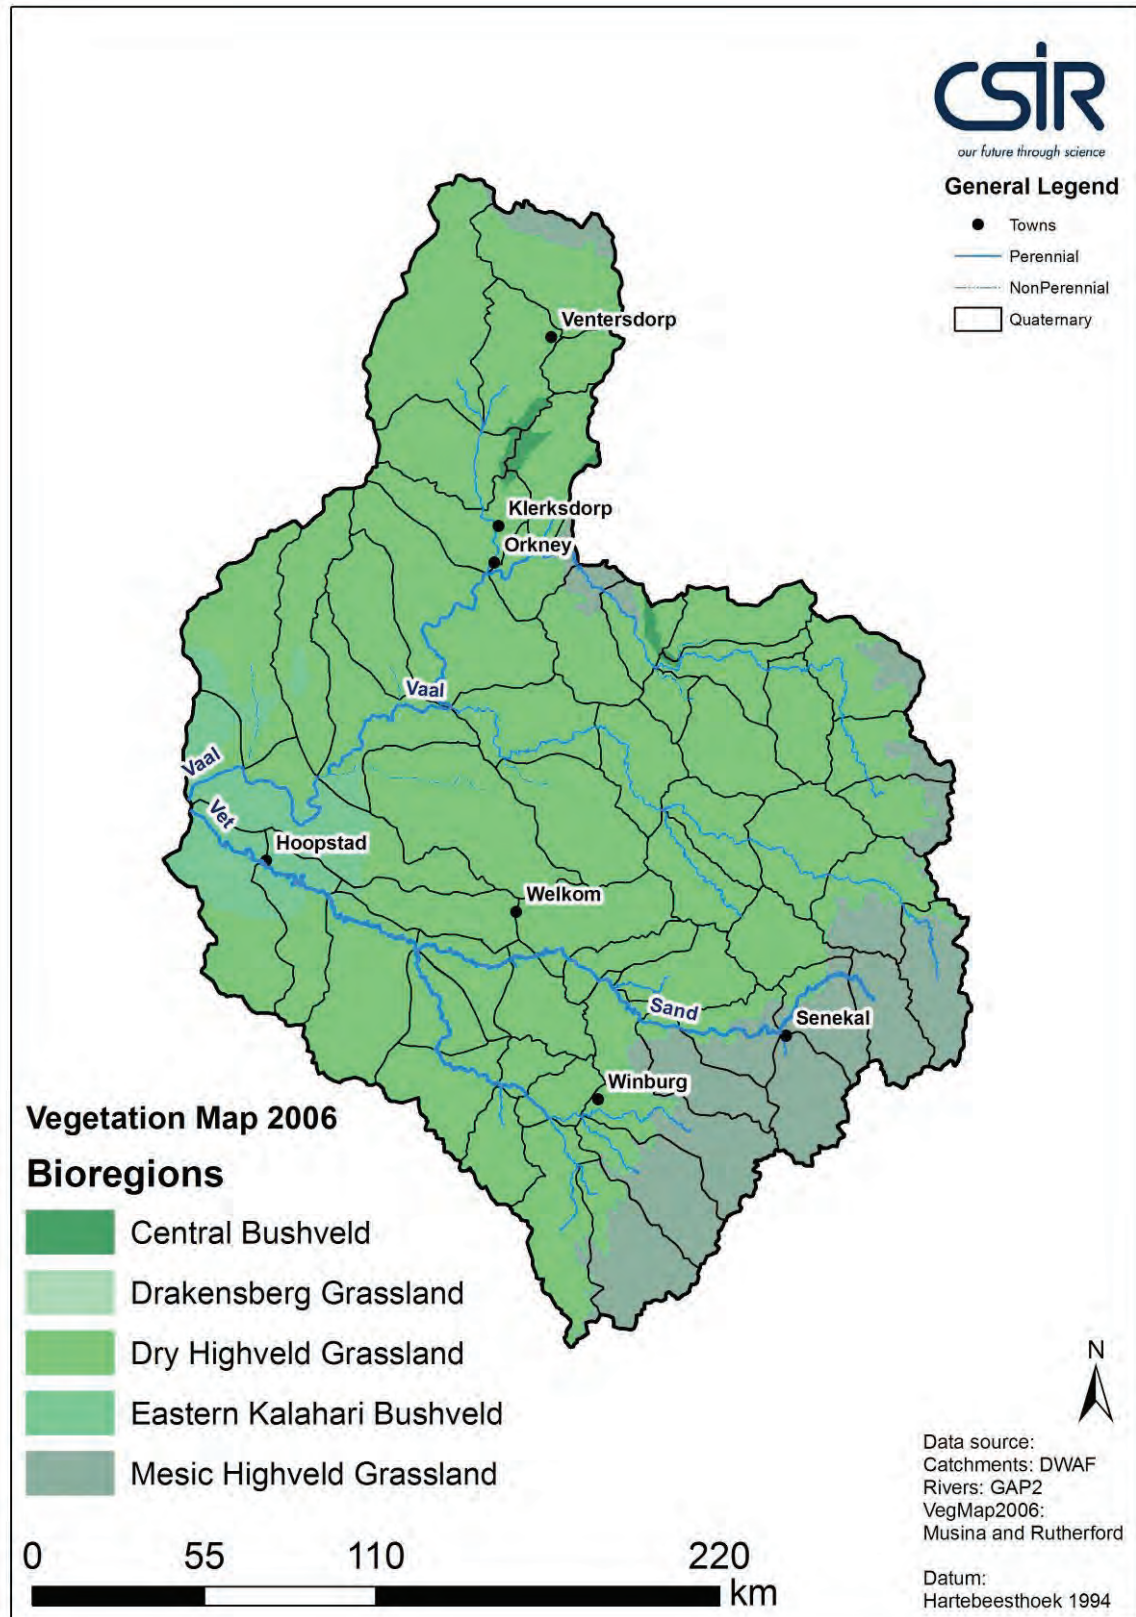 CSIR
our future through science
General Legend
Towns
Perennial
NonPerennial
Quaternary
Ventersdorp
Klerksdorp
Orkney
Vaal
Vaal
Vet
Hoopstad
Welkom
Sand
Senekal
Winburg
Vegetation Map 2006
Bioregions
Central Bushveld
Drakensberg Grassland
Dry Highveld Grassland
Eastern Kalahari Bushveld
Mesic Highveld Grassland
0 55 110 220
km
N
Data source:
Catchments: DWAF
Rivers: GAP2
VegMap2006:
Musina and Rutherford
Datum:
Hartebeesthoek 1994